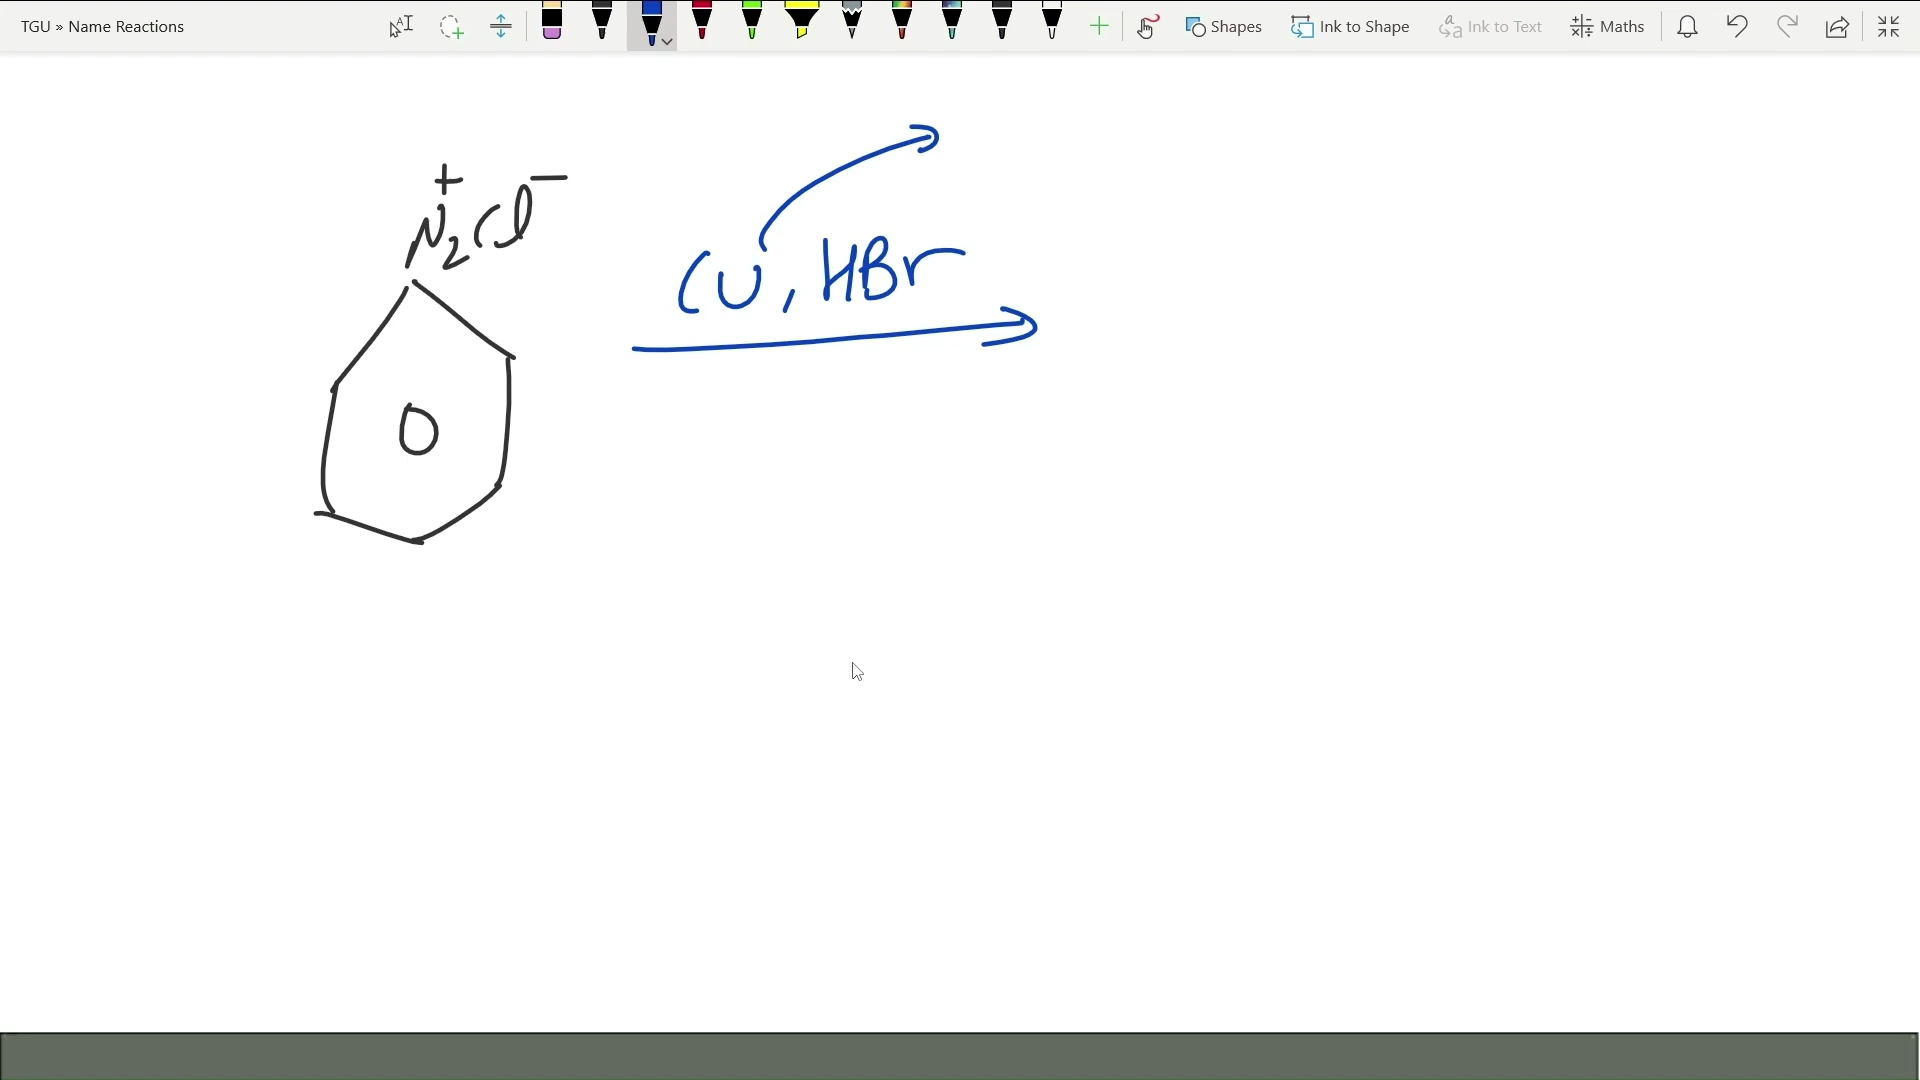 TGU » Name Reactions
Shapes
Ink to Shape
Ink to Text
Maths
+ −
N₂Cl
Cu, HBr